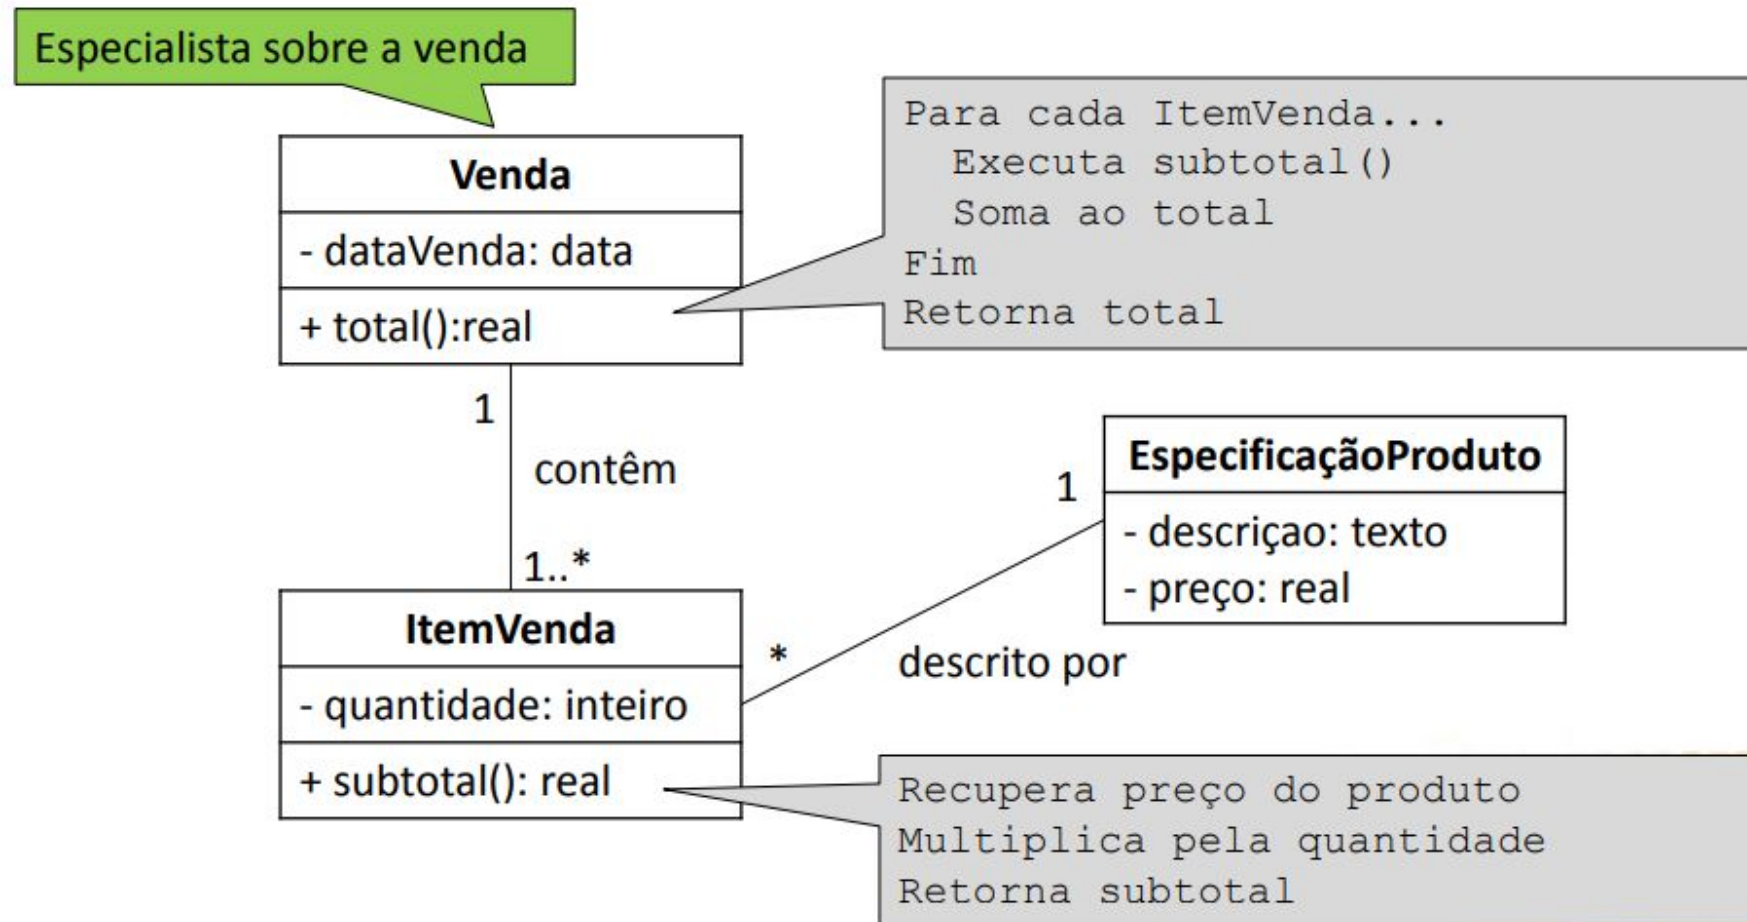 Especialista sobre a venda
Venda
- dataVenda: data
+ total():real
Para cada ItemVenda...
Executa subtotal()
Soma ao total
Fim
Retorna total
1
contêm
1..*
ItemVenda
- quantidade: inteiro
+ subtotal(): real
*
descrito por
1
EspecificaçãoProduto
- descriçao: texto
- preço: real
Recupera preço do produto
Multiplica pela quantidade
Retorna subtotal